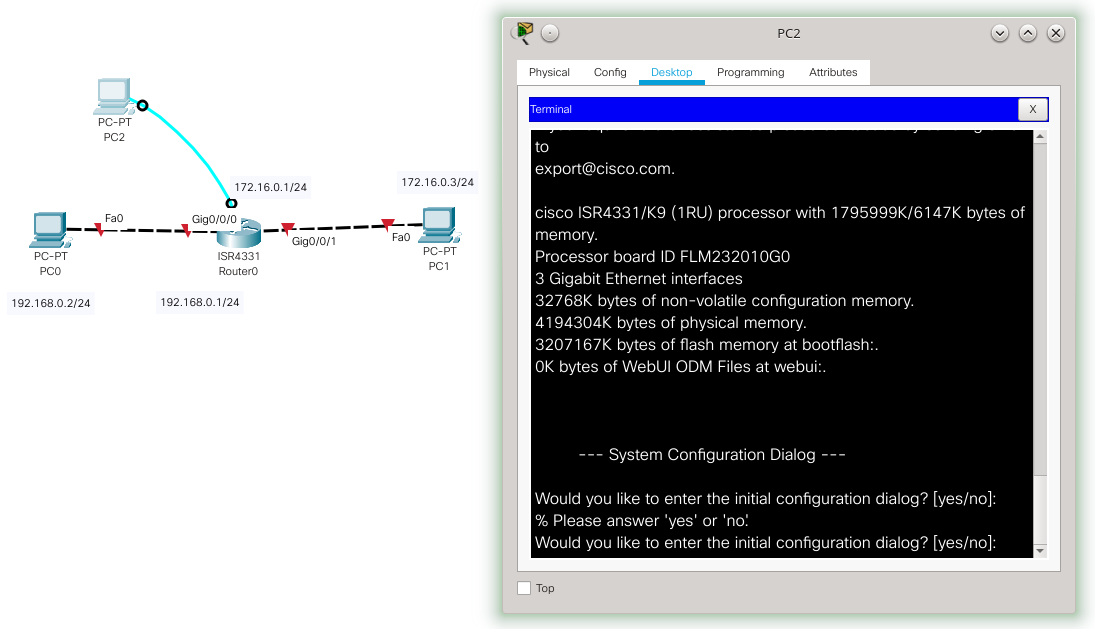 PC-PT
PC2
172.16.0.1/24
172.16.0.3/24
Fa0
Gig0/0/0
Gig0/0/1
Fa0
PC-PT
PC0
ISR4331
Router0
PC-PT
PC1
192.168.0.2/24
192.168.0.1/24
PC2
Physical
Config
Desktop
Programming
Attributes
Terminal
X
to
export@cisco.com.
cisco ISR4331/K9 (1RU) processor with 1795999K/6147K bytes of
memory.
Processor board ID FLM232010G0
3 Gigabit Ethernet interfaces
32768K bytes of non-volatile configuration memory.
4194304K bytes of physical memory.
3207167K bytes of flash memory at bootflash:.
0K bytes of WebUI ODM Files at webui:.
--- System Configuration Dialog ---
Would you like to enter the initial configuration dialog? [yes/no]:
% Please answer 'yes' or 'no'.
Would you like to enter the initial configuration dialog? [yes/no]:
Top